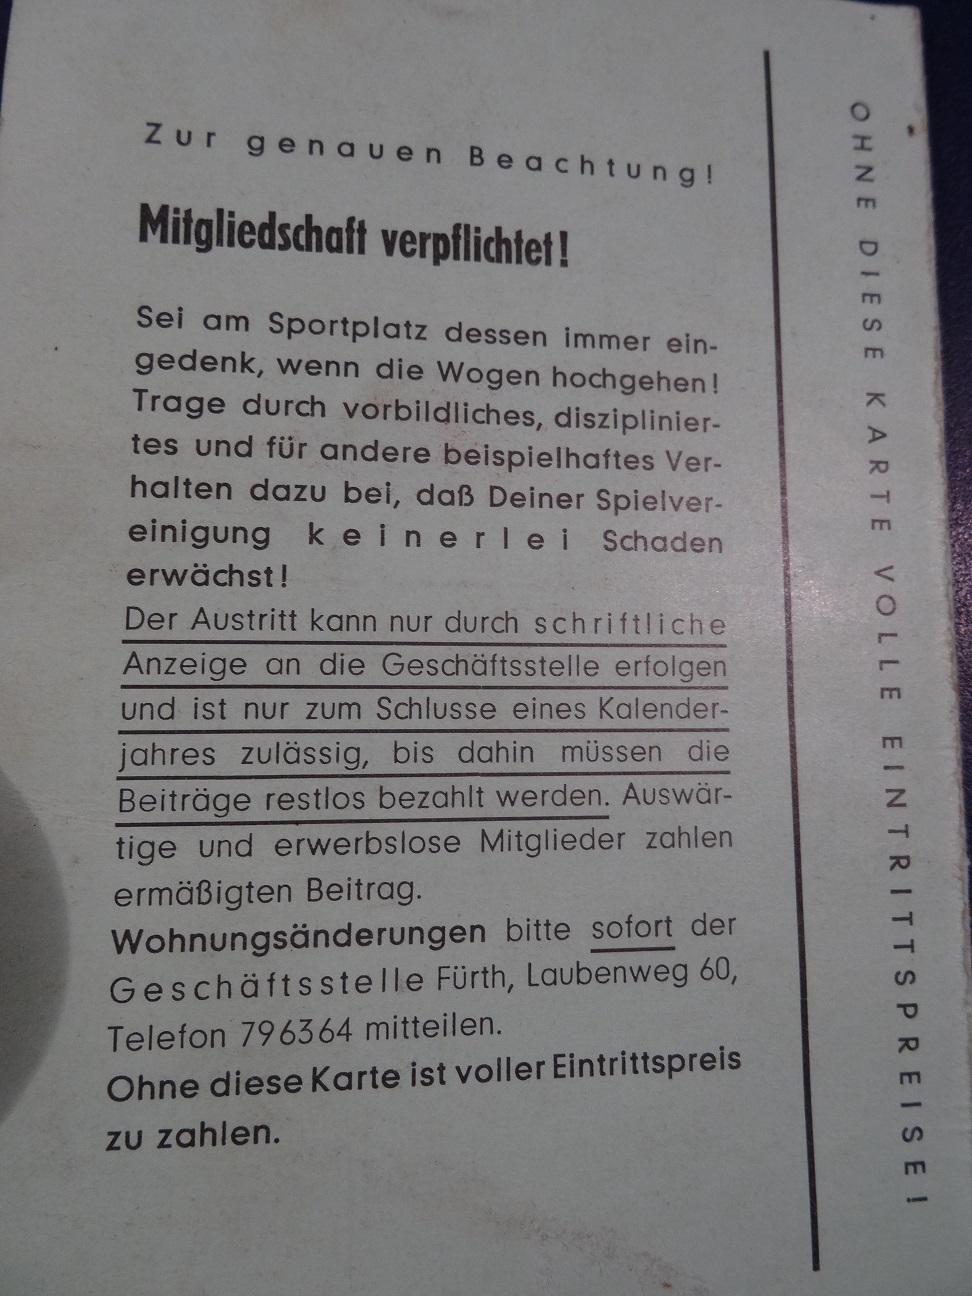 Zur genauen Beachtung!
Mitgliedschaft verpflichtet!
Sei am Sportplatz dessen immer ein-
gedenk, wenn die Wogen hochgehen!
Trage durch vorbildliches, disziplinier-
tes und für andere beispielhaftes Ver-
halten dazu bei, daß Deiner Spielver-
einigung keinerlei Schaden
erwächst!
Der Austritt kann nur durch schriftliche
Anzeige an die Geschäftsstelle erfolgen
und ist nur zum Schlusse eines Kalender-
jahres zulässig, bis dahin müssen die
Beiträge restlos bezahlt werden. Auswär-
tige und erwerbslose Mitglieder zahlen
ermäßigten Beitrag.
Wohnungsänderungen bitte sofort der
Geschäftsstelle Fürth, Laubenweg 60,
Telefon 796364 mitteilen.
Ohne diese Karte ist voller Eintrittspreis
zu zahlen.
OHNE DIESE KARTE VOLLE EINTRITTSPREISE!